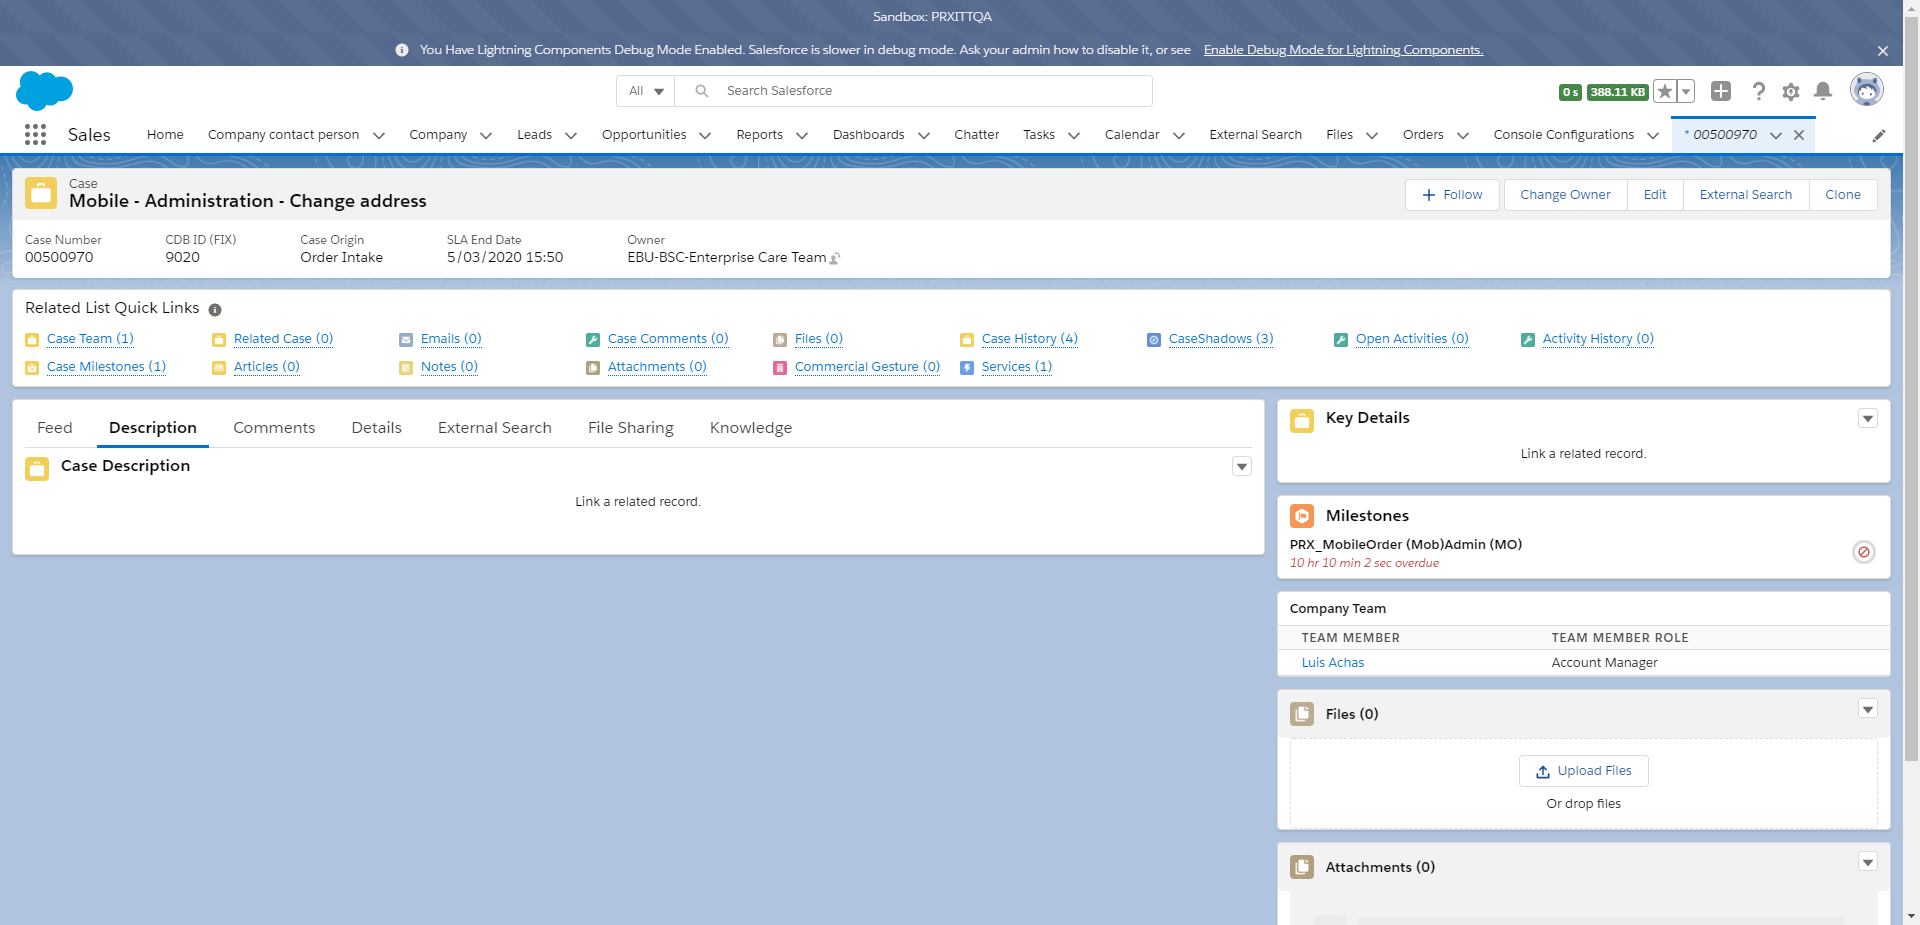 Sandbox: PRXITTQA
You Have Lightning Components Debug Mode Enabled. Salesforce is slower in debug mode. Ask your admin how to disable it, or see Enable Debug Mode for Lightning Components.
All Search Salesforce 0 s 388.11 KB
Sales Home Company contact person Company Leads Opportunities Reports Dashboards Chatter Tasks Calendar External Search Files Orders Console Configurations * 00500970
Case
Mobile - Administration - Change address
Follow Change Owner Edit External Search Clone
Case Number CDB ID (FIX) Case Origin SLA End Date Owner
00500970 9020 Order Intake 5/03/2020 15:50 EBU-BSC-Enterprise Care Team
Related List Quick Links
Case Team (1) Related Case (0) Emails (0) Case Comments (0) Files (0) Case History (4) CaseShadows (3) Open Activities (0) Activity History (0)
Case Milestones (1) Articles (0) Notes (0) Attachments (0) Commercial Gesture (0) Services (1)
Feed Description Comments Details External Search File Sharing Knowledge
Case Description
Link a related record.
Key Details
Link a related record.
Milestones
PRX_MobileOrder (Mob)Admin (MO)
10 hr 10 min 2 sec overdue
Company Team
TEAM MEMBER TEAM MEMBER ROLE
Luis Achas Account Manager
Files (0)
Upload Files
Or drop files
Attachments (0)